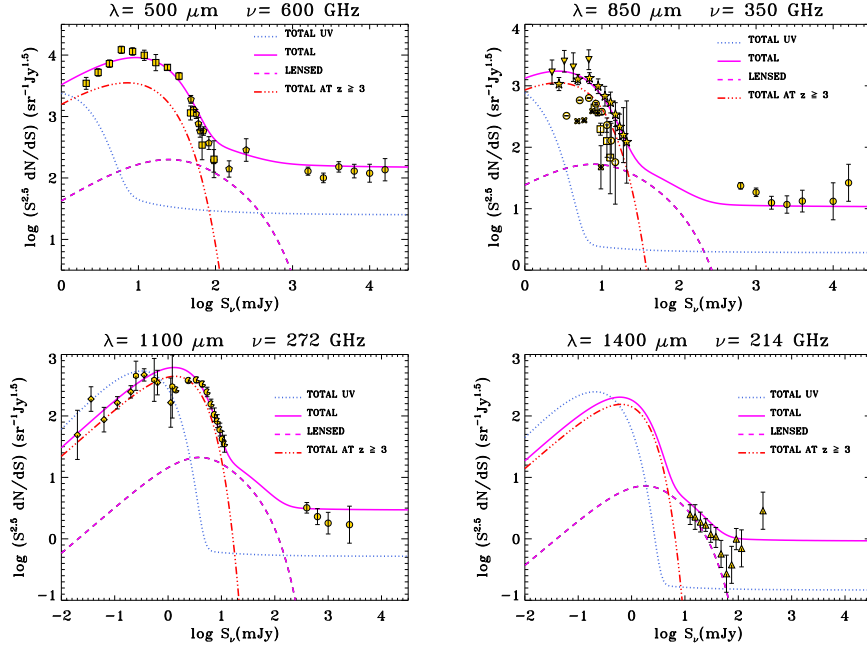 λ= 500 μm ν= 600 GHz
log (S^2.5 dN/dS) (sr^−1Jy^1.5)
4
3
2
1
TOTAL UV
TOTAL
LENSED
TOTAL AT z ≥ 3
0 1 2 3 4
log Sν(mJy)
λ= 850 μm ν= 350 GHz
log (S^2.5 dN/dS) (sr^−1Jy^1.5)
4
3
2
1
0
TOTAL UV
TOTAL
LENSED
TOTAL AT z ≥ 3
0 1 2 3 4
log Sν(mJy)
λ= 1100 μm ν= 272 GHz
log (S^2.5 dN/dS) (sr^−1Jy^1.5)
3
2
1
0
−1
TOTAL UV
TOTAL
LENSED
TOTAL AT z ≥ 3
−2 −1 0 1 2 3 4
log Sν(mJy)
λ= 1400 μm ν= 214 GHz
log (S^2.5 dN/dS) (sr^−1Jy^1.5)
3
2
1
0
−1
TOTAL UV
TOTAL
LENSED
TOTAL AT z ≥ 3
−2 −1 0 1 2 3 4
log Sν(mJy)